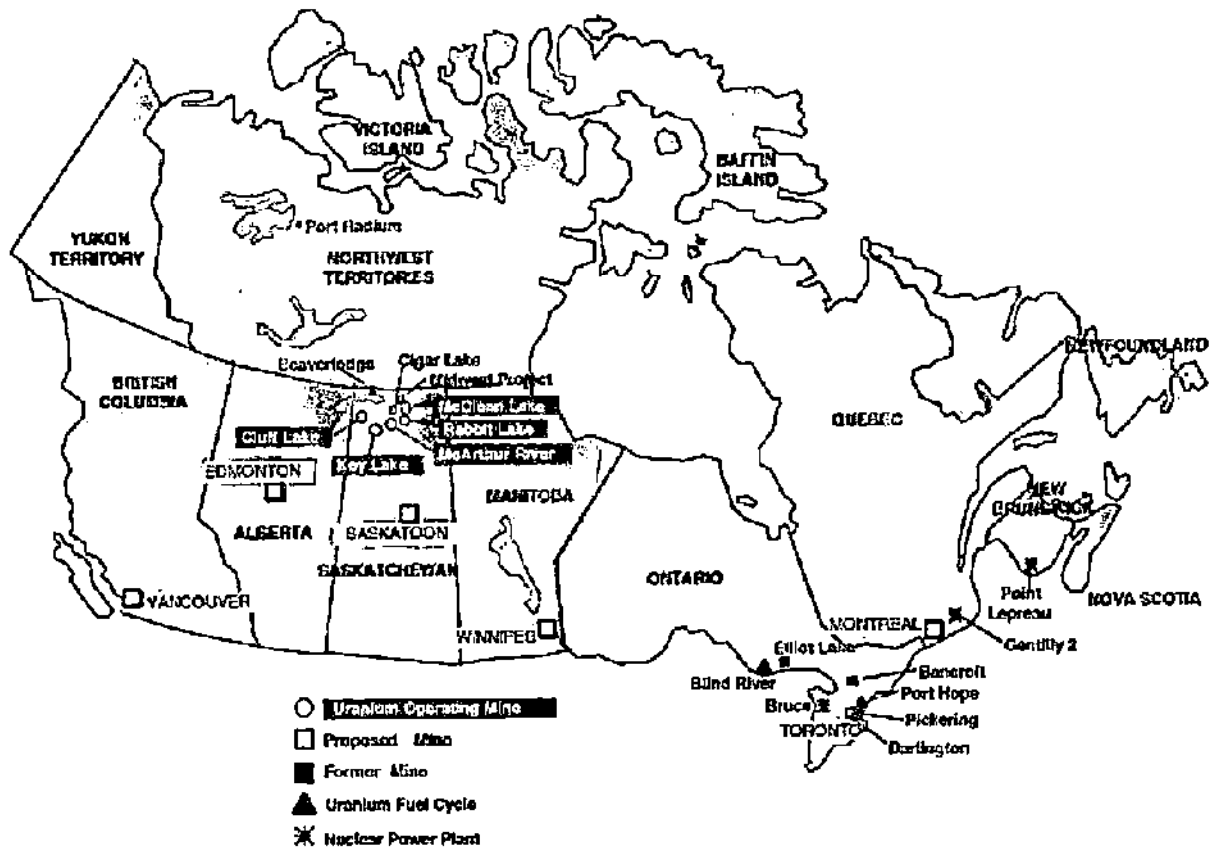 VICTORIA
ISLAND
BAFFIN
ISLAND
Port Radium
YUKON
TERRITORY
NORTHWEST
TERRITORIES
Beaverlodge
Cigar Lake
Midwest Project
McClean Lake
Rabbit Lake
McArthur River
Cluff Lake
Key Lake
BRITISH
COLUMBIA
EDMONTON
ALBERTA
SASKATOON
SASKATCHEWAN
MANITOBA
NEWFOUNDLAND
QUEBEC
NEW
BRUNSWICK
VANCOUVER
WINNIPEG
ONTARIO
MONTREAL
Point
Lepreau
NOVA SCOTIA
Gentilly 2
Elliot Lake
Blind River
Bancroft
Port Hope
Bruce
Pickering
TORONTO
Darlington
Uranium Operating Mine
Proposed Mine
Former Mine
Uranium Fuel Cycle
Nuclear Power Plant